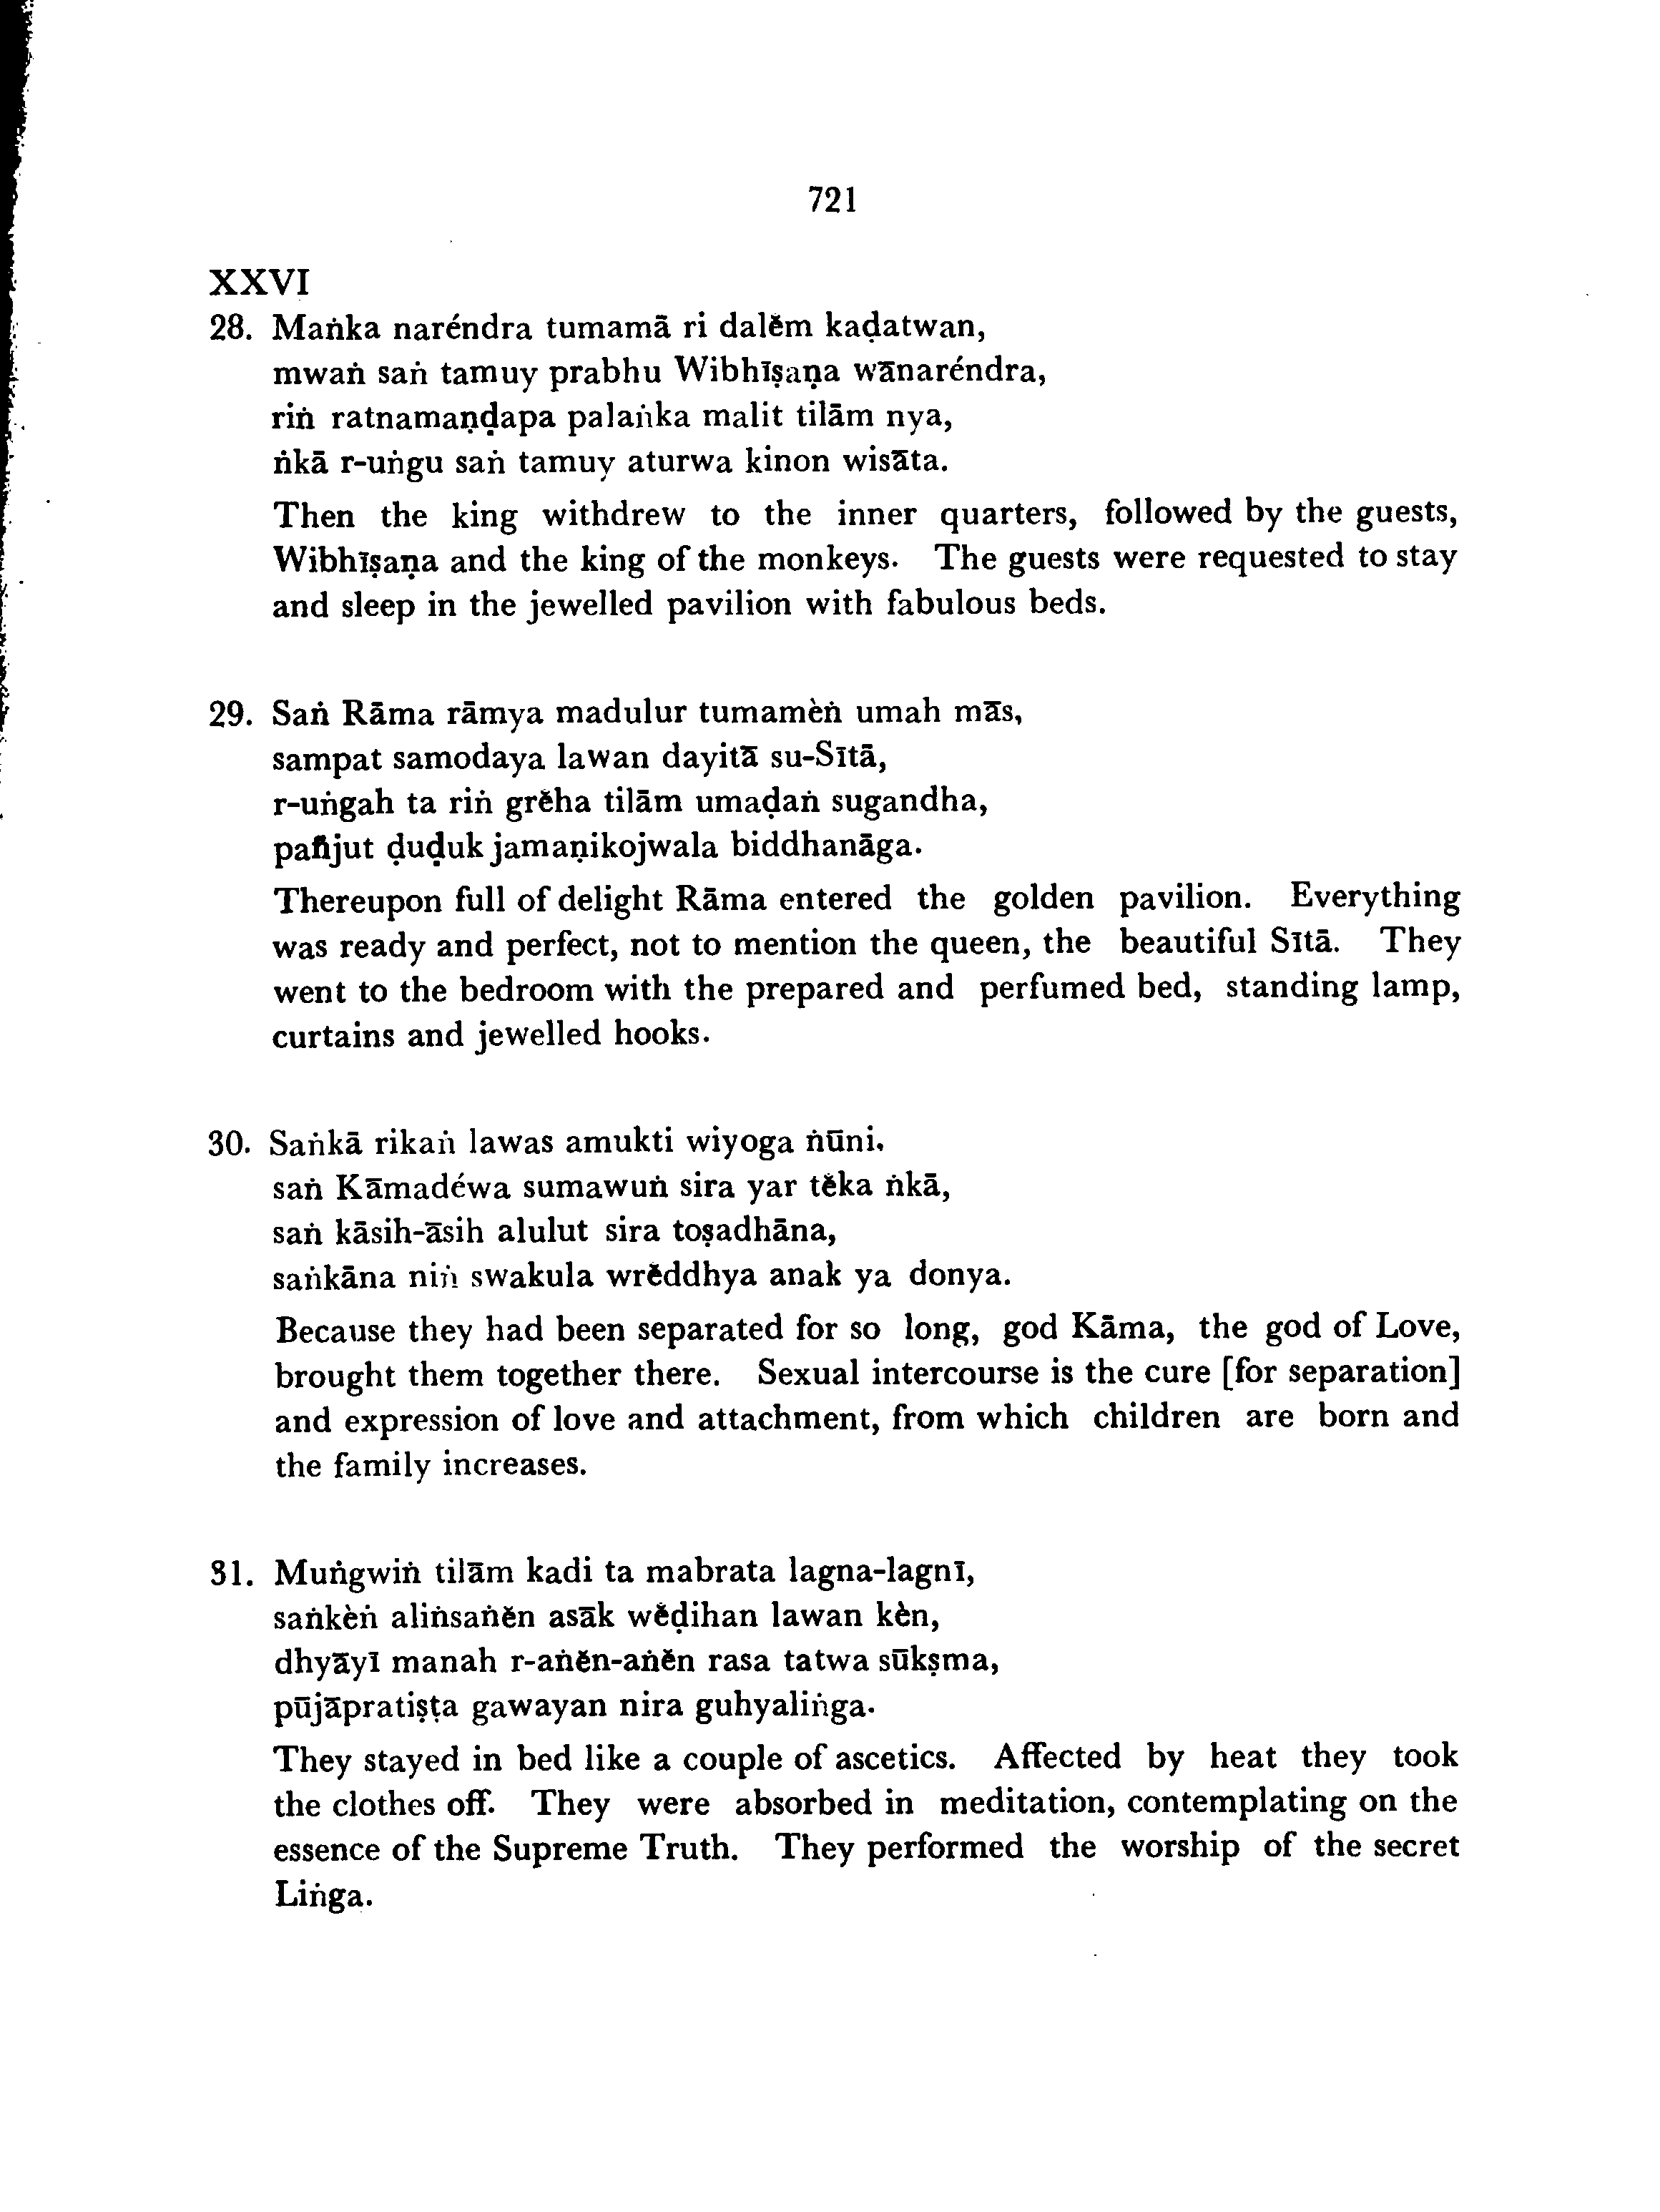 721
XXVI
28. Maṅka naréndra tumamā ri dalĕm kaḍatwan,
mwaṅ saṅ tamuy prabhu Wibhīṣaṇa wānaréndra,
riṅ ratnamaṇḍapa palaṅka malit tilām nya,
ṅkā r-uṅgu saṅ tamuy aturwa kinon wisāta.
Then the king withdrew to the inner quarters, followed by the guests,
Wibhīṣaṇa and the king of the monkeys. The guests were requested to stay
and sleep in the jewelled pavilion with fabulous beds.
29. Saṅ Rāma rāmya madulur tumamèṅ umah mās,
sampat samodaya lawan dayitā su-Sītā,
r-uṅgah ta riṅ grĕha tilām umaḍaṅ sugandha,
pañjut ḍuḍuk jamaṇikojwala biddhanāga.
Thereupon full of delight Rāma entered the golden pavilion. Everything
was ready and perfect, not to mention the queen, the beautiful Sītā. They
went to the bedroom with the prepared and perfumed bed, standing lamp,
curtains and jewelled hooks.
30. Saṅkā rikaṅ lawas amukti wiyoga ṅūni.
saṅ Kāmadéwa sumawuṅ sira yar tĕka ṅkā,
saṅ kāsih-āsih alulut sira toṣadhāna,
saṅkāna niṅ swakula wrĕddhya anak ya donya.
Because they had been separated for so long, god Kāma, the god of Love,
brought them together there. Sexual intercourse is the cure [for separation]
and expression of love and attachment, from which children are born and
the family increases.
31. Muṅgwiṅ tilām kadi ta mabrata lagna-lagnī,
saṅkèṅ aliṅsaṅĕn asāk wĕḍihan lawan kèn,
dhyāyī manah r-aṅĕn-aṅĕn rasa tatwa sūkṣma,
pūjāpratiṣṭa gawayan nira guhyaliṅga.
They stayed in bed like a couple of ascetics. Affected by heat they took
the clothes off. They were absorbed in meditation, contemplating on the
essence of the Supreme Truth. They performed the worship of the secret
Liṅga.